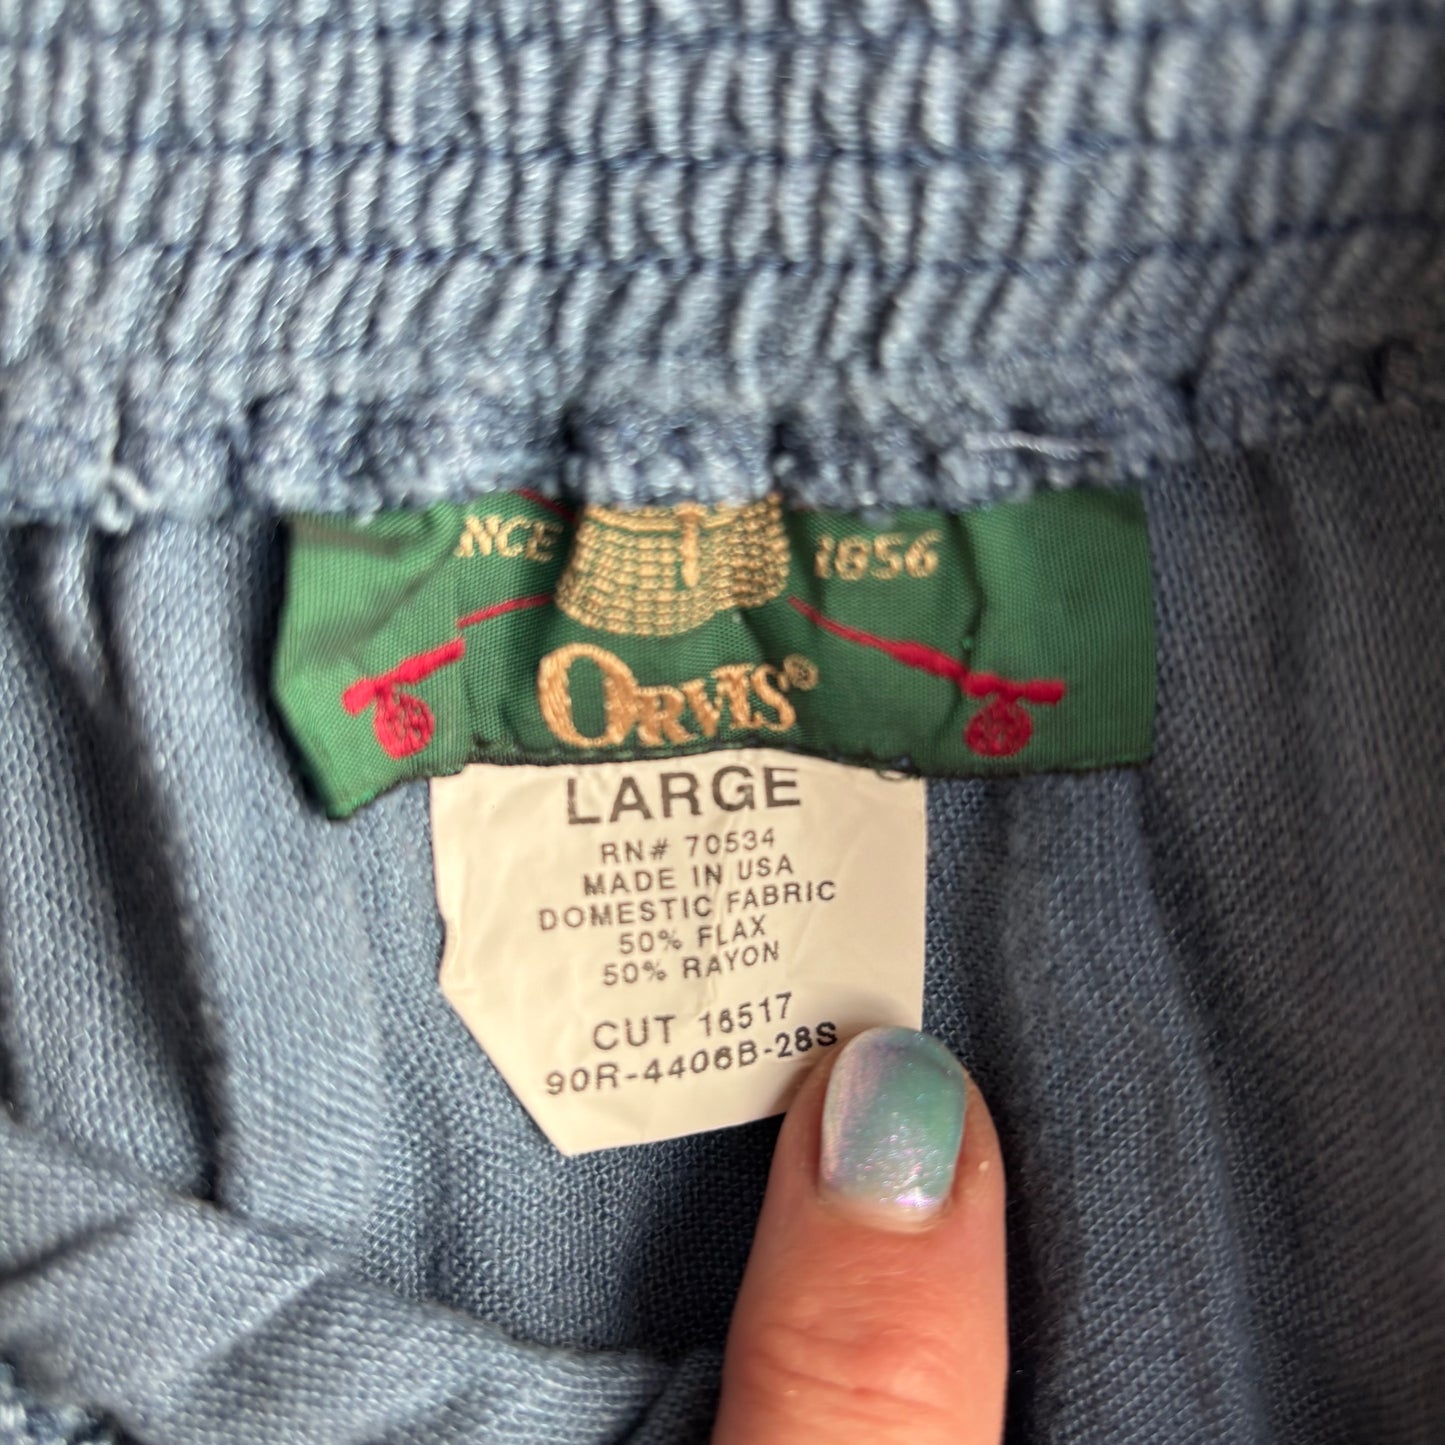 NCE 1856
ORVIS®
LARGE
RN# 70534
MADE IN USA
DOMESTIC FABRIC
50% FLAX
50% RAYON
CUT 16517
90R-4406B-28S